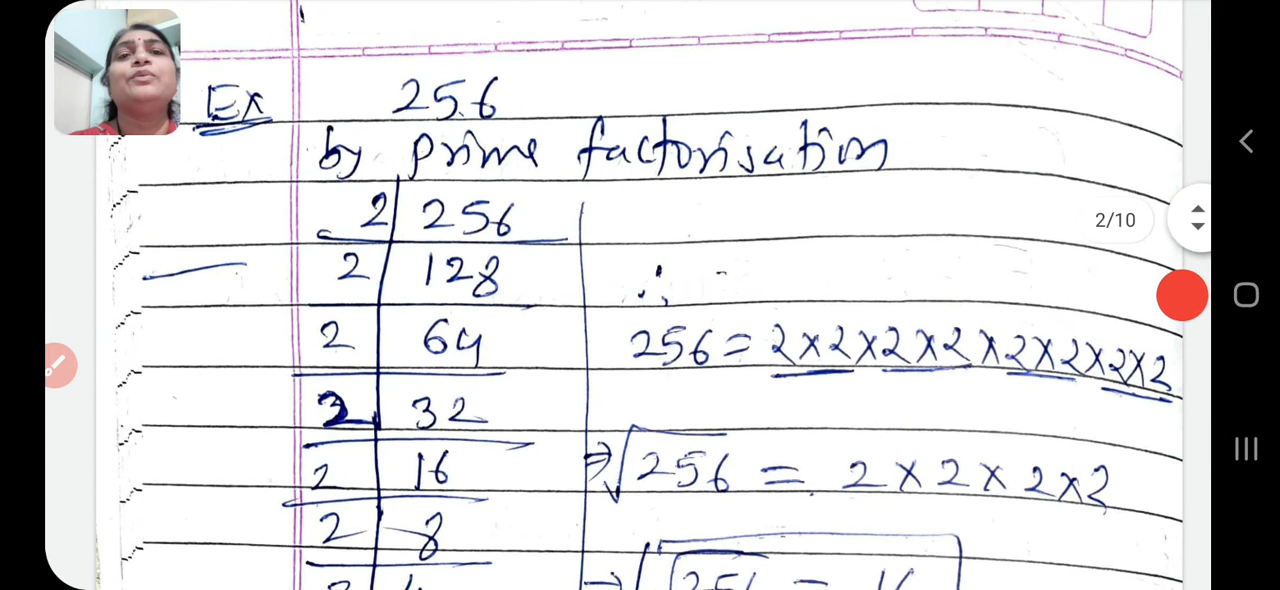 Ex 256
by prime factorisation
2 | 256
2 | 128
2 | 64
2 | 32
2 | 16
2 | 8
∴
256 = 2×2×2×2×2×2×2×2
⇒ √256 = 2×2×2×2
2/10